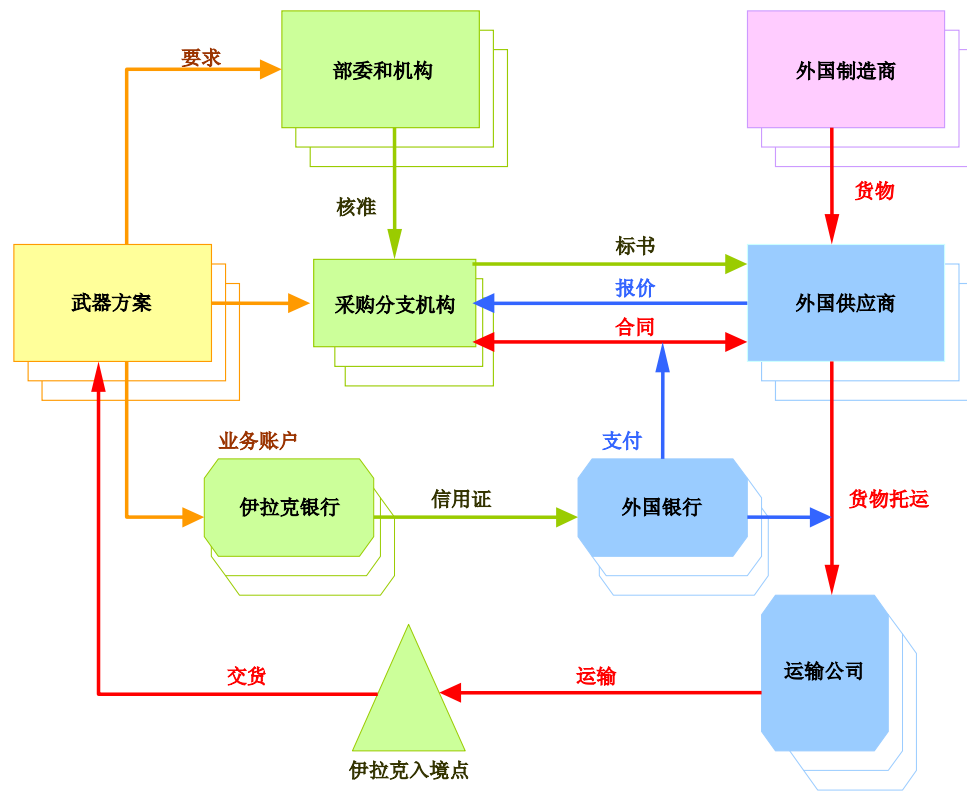 要求
部委和机构
外国制造商
核准
货物
标书
武器方案
采购分支机构
报价
外国供应商
合同
业务账户
支付
伊拉克银行
信用证
外国银行
货物托运
交货
运输
运输公司
伊拉克入境点